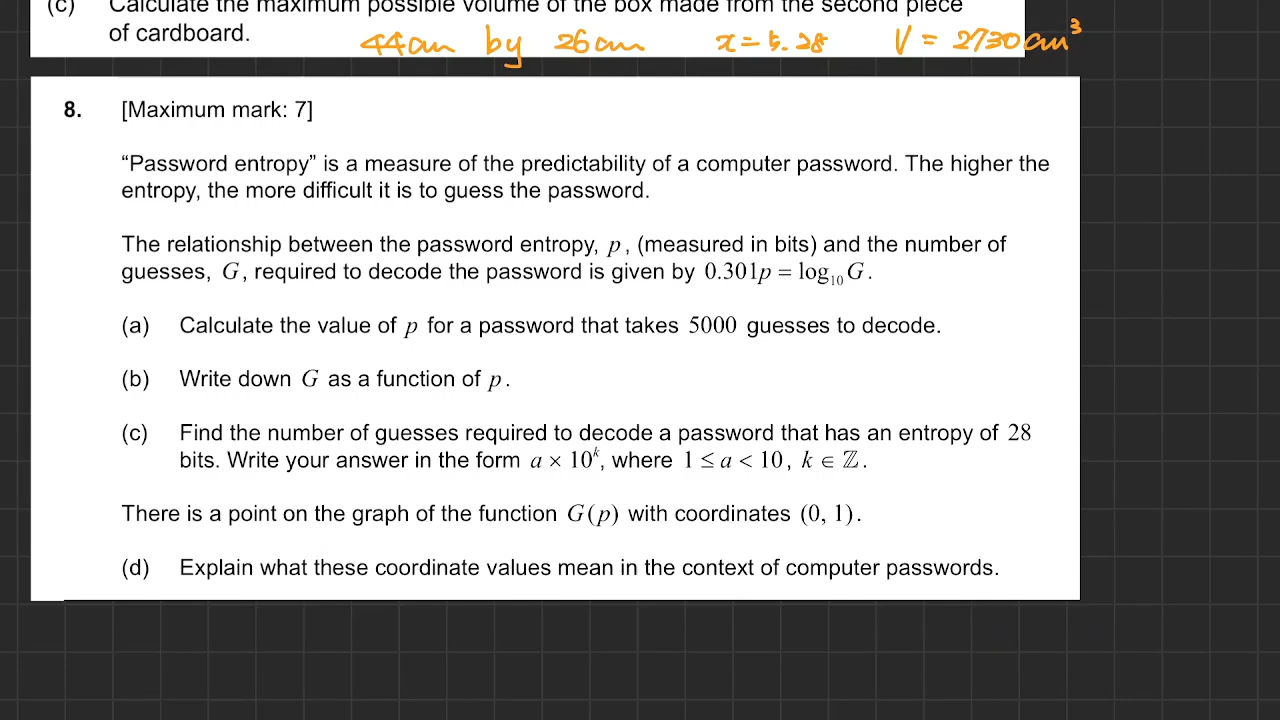 (c) Calculate the maximum possible volume of the box made from the second piece
of cardboard. 44cm by 26cm x = 5.28 V = 2730cm³
8. [Maximum mark: 7]
“Password entropy” is a measure of the predictability of a computer password. The higher the
entropy, the more difficult it is to guess the password.
The relationship between the password entropy, p, (measured in bits) and the number of
guesses, G, required to decode the password is given by 0.301p = log₁₀ G.
(a) Calculate the value of p for a password that takes 5000 guesses to decode.
(b) Write down G as a function of p.
(c) Find the number of guesses required to decode a password that has an entropy of 28
bits. Write your answer in the form a × 10ᵏ, where 1 ≤ a < 10, k ∈ ℤ.
There is a point on the graph of the function G(p) with coordinates (0, 1).
(d) Explain what these coordinate values mean in the context of computer passwords.